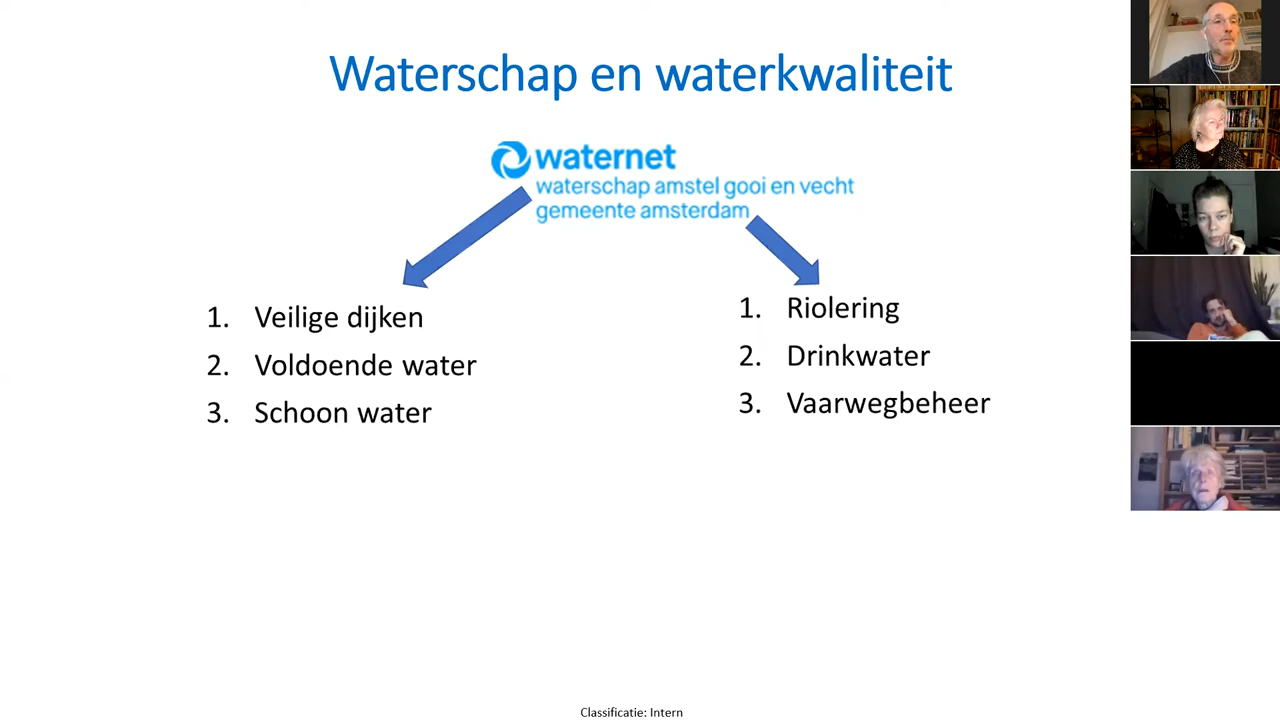 Waterschap en waterkwaliteit
waternet
waterschap amstel gooi en vecht
gemeente amsterdam
1. Veilige dijken
2. Voldoende water
3. Schoon water
1. Riolering
2. Drinkwater
3. Vaarwegbeheer
Classificatie: Intern